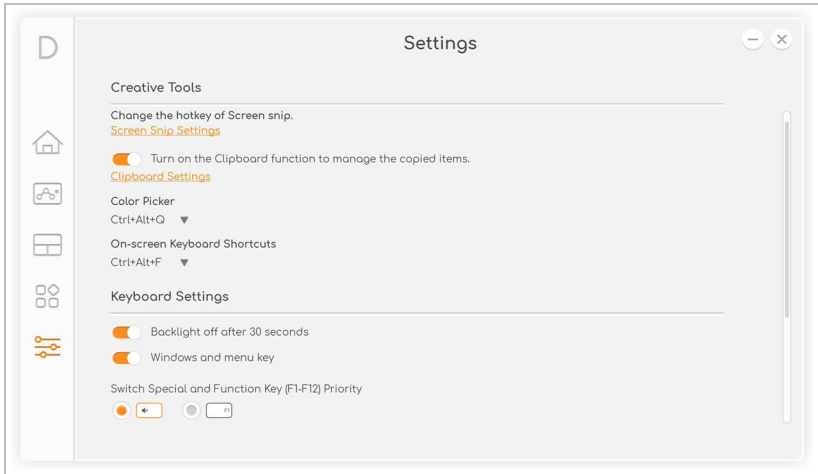 D
Settings
Creative Tools
Change the hotkey of Screen snip.
Screen Snip Settings
Turn on the Clipboard function to manage the copied items.
Clipboard Settings
Color Picker
Ctrl+Alt+Q
On-screen Keyboard Shortcuts
Ctrl+Alt+F
Keyboard Settings
Backlight off after 30 seconds
Windows and menu key
Switch Special and Function Key (F1-F12) Priority
F1